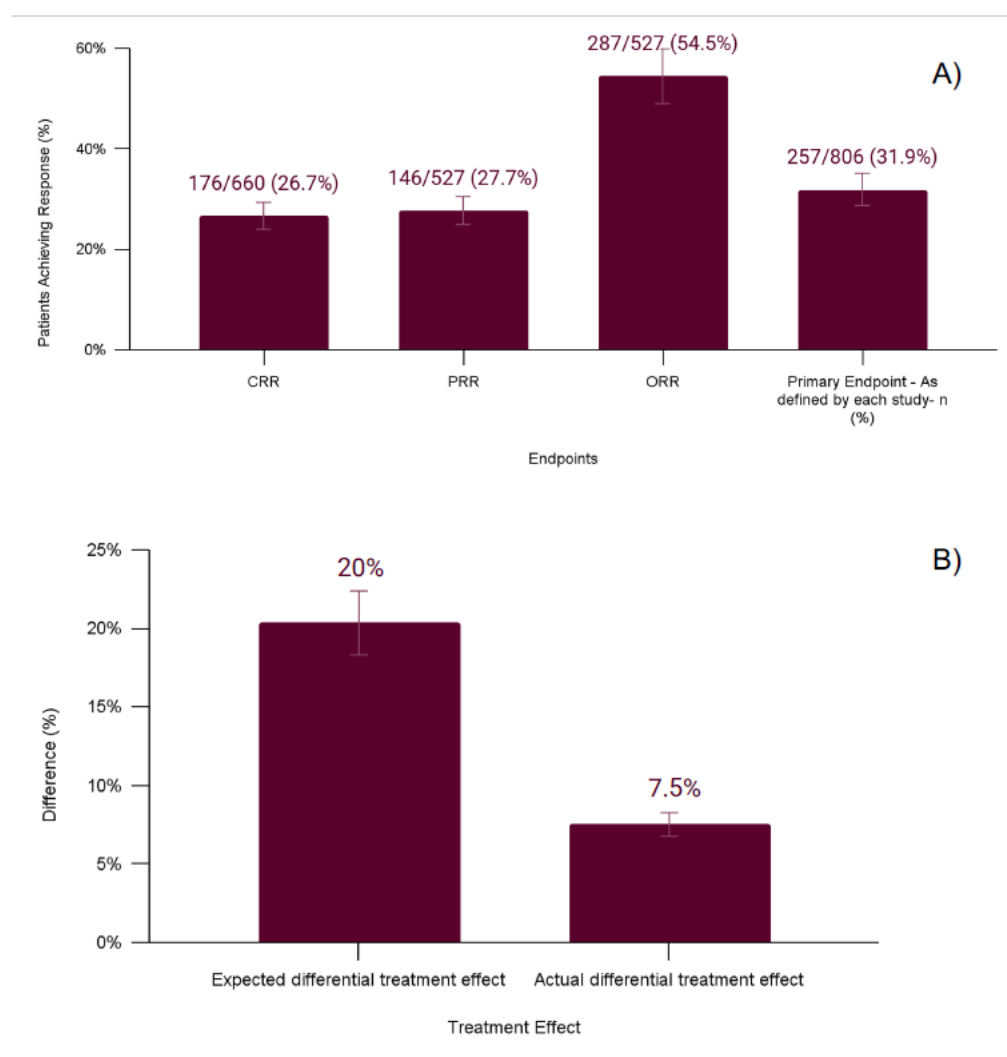 A)
Patients Achieving Response (%)
60%
40%
20%
0%
176/660 (26.7%)
146/527 (27.7%)
287/527 (54.5%)
257/806 (31.9%)
CRR
PRR
ORR
Primary Endpoint - As
defined by each study- n
(%)
Endpoints
B)
Difference (%)
25%
20%
15%
10%
5%
0%
20%
7.5%
Expected differential treatment effect
Actual differential treatment effect
Treatment Effect